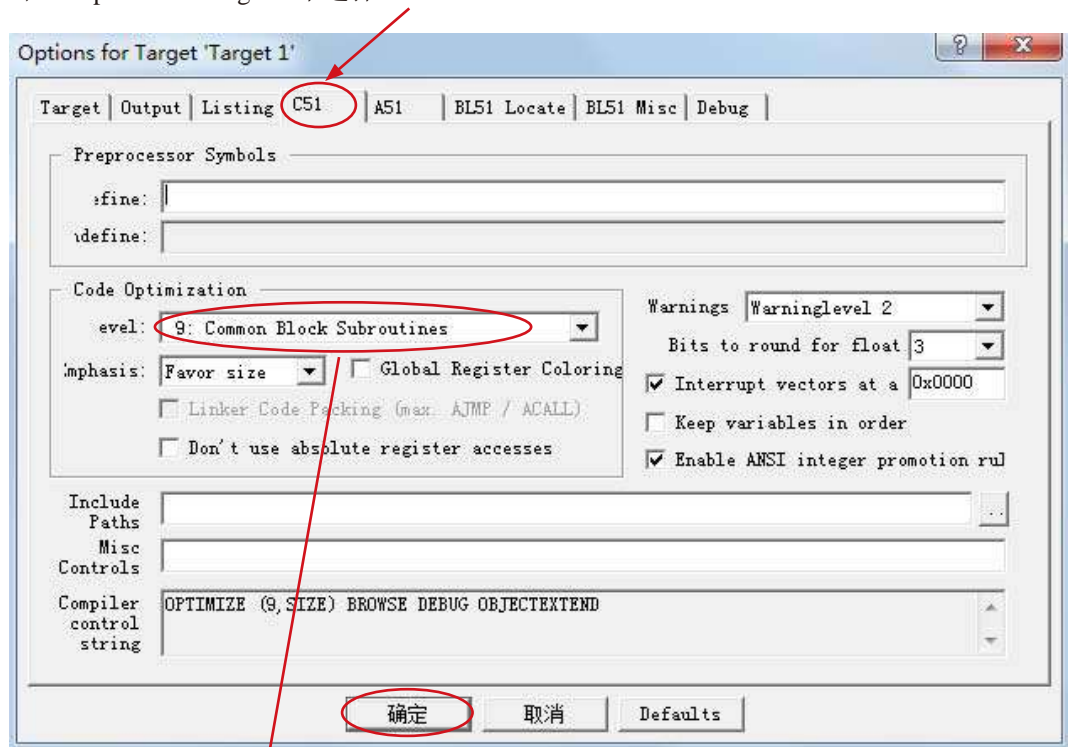 Options for Target 'Target 1'
Target Output Listing C51 A51 BL51 Locate BL51 Misc Debug
Preprocessor Symbols
efine:
define:
Code Optimization
evel: 9: Common Block Subroutines
Warnings Warninglevel 2
Bits to round for float 3
mphasis: Favor size Global Register Coloring
Interrupt vectors at a 0x0000
Linker Code Packing (max. AJMP / ACALL)
Keep variables in order
Don't use absolute register accesses
Enable ANSI integer promotion rul
Include
Paths
..
Misc
Controls
Compiler
control
string
OPTIMIZE (9,SIZE) BROWSE DEBUG OBJECTEXTEND
确定 取消 Defaults